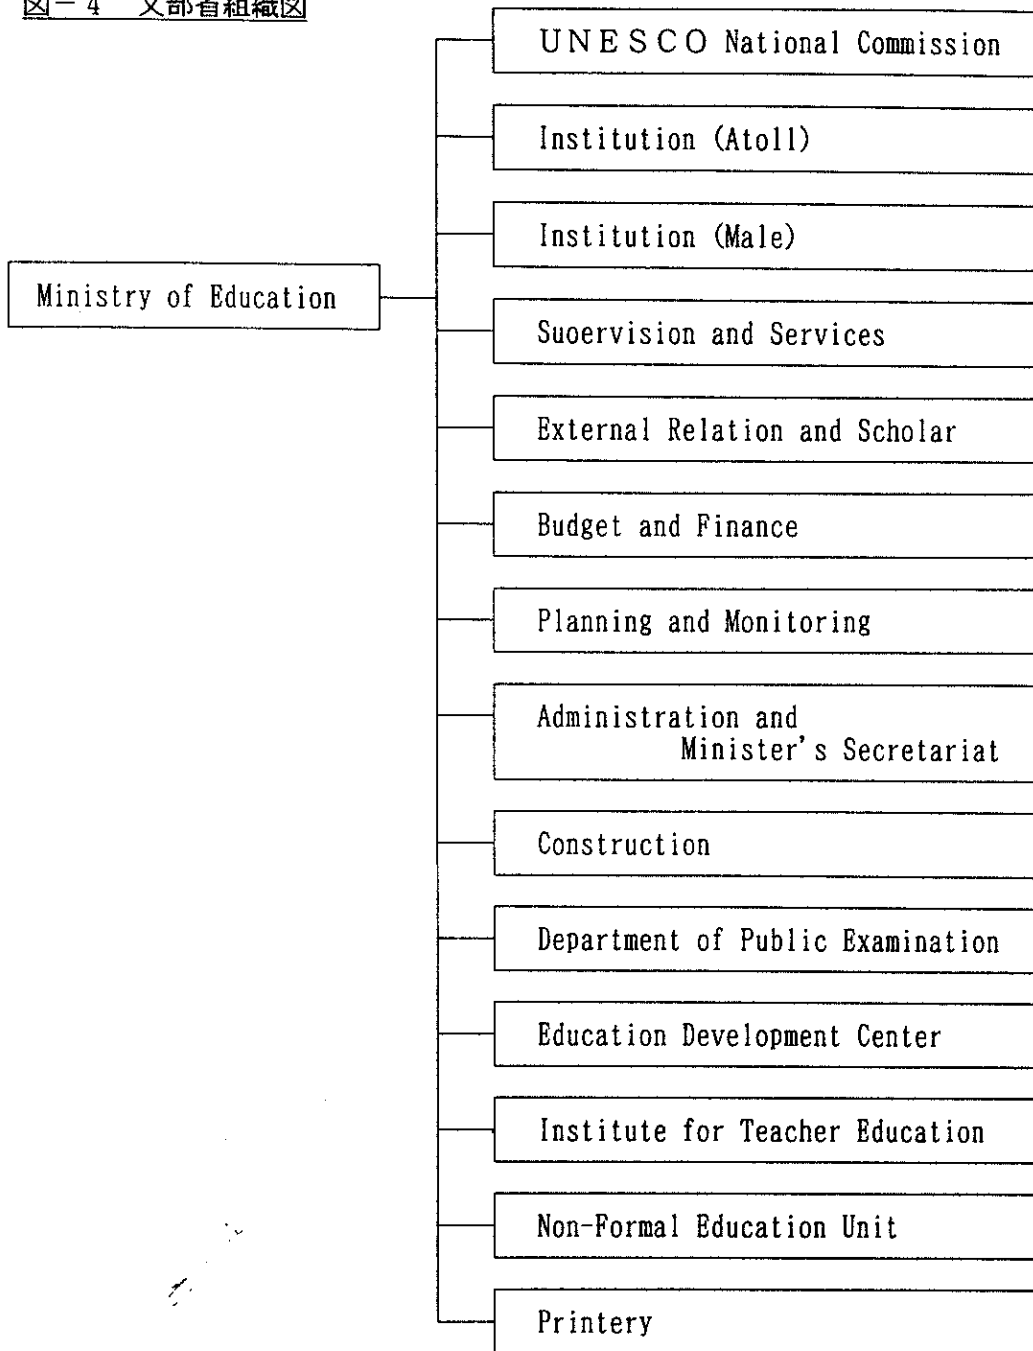 図－4　文部省組織図
UNESCO National Commission
Institution (Atoll)
Institution (Male)
Ministry of Education
Suoervision and Services
External Relation and Scholar
Budget and Finance
Planning and Monitoring
Administration and
Minister's Secretariat
Construction
Department of Public Examination
Education Development Center
Institute for Teacher Education
Non-Formal Education Unit
Printery